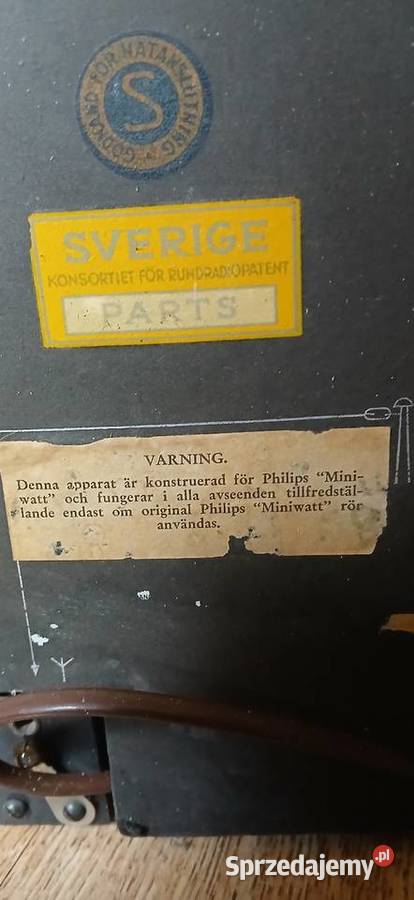 GODKÄND FÖR NÄTANSLUTNING
S
SVERIGE
KONSORTIET FÖR RUNDRADIOPATENT
PARTS
VARNING.
Denna apparat är konstruerad för Philips "Mini-
watt" och fungerar i alla avseenden tillfredstäl-
lande endast om original Philips "Miniwatt" rör
användas.
Sprzedajemy.pl